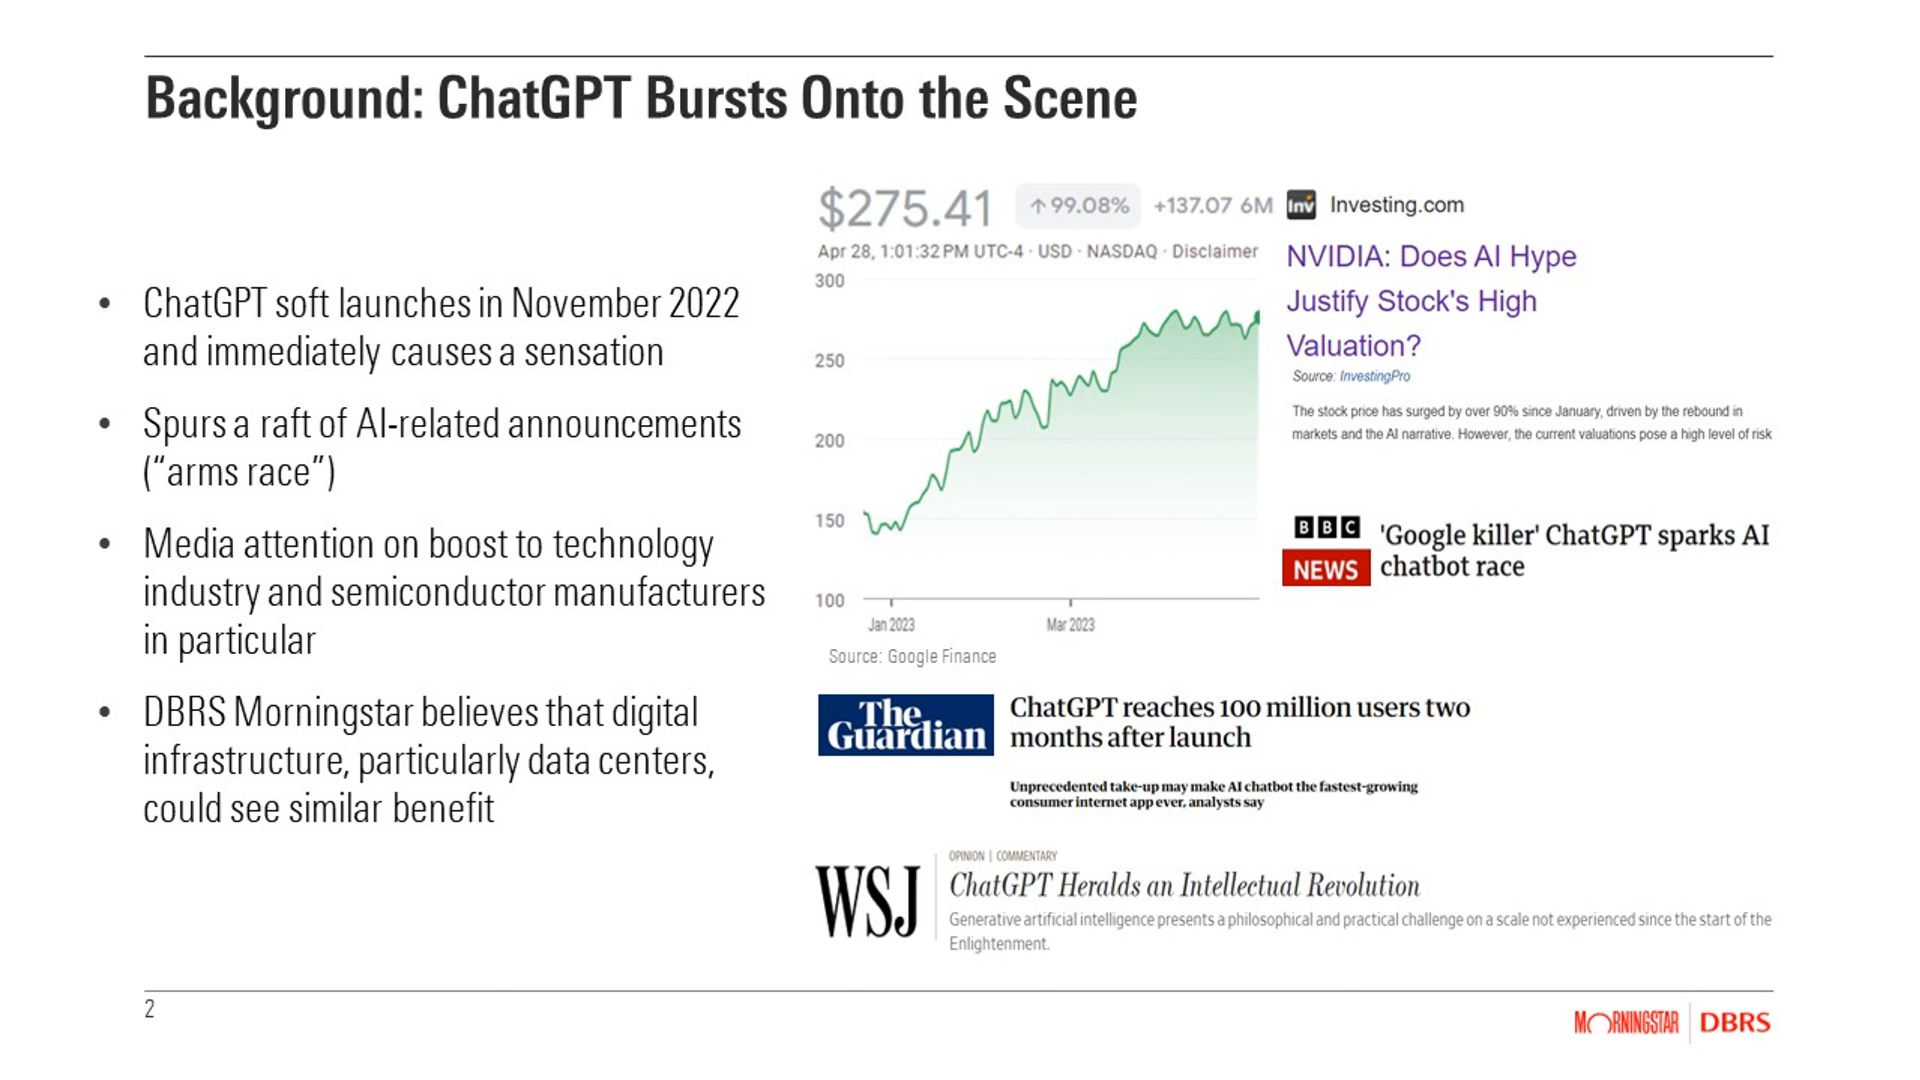 Background: ChatGPT Bursts Onto the Scene
• ChatGPT soft launches in November 2022
and immediately causes a sensation
• Spurs a raft of AI-related announcements
(“arms race”)
• Media attention on boost to technology
industry and semiconductor manufacturers
in particular
• DBRS Morningstar believes that digital
infrastructure, particularly data centers,
could see similar benefit
$275.41 ↑99.08% +137.07 6M
Apr 28, 1:01:32 PM UTC-4 · USD · NASDAQ · Disclaimer
300
250
200
150
100
Jan 2023 Mar 2023
Source: Google Finance
Inv Investing.com
NVIDIA: Does AI Hype
Justify Stock's High
Valuation?
Source: InvestingPro
The stock price has surged by over 90% since January, driven by the rebound in
markets and the AI narrative. However, the current valuations pose a high level of risk
BBC
NEWS
'Google killer' ChatGPT sparks AI
chatbot race
The
Guardian
ChatGPT reaches 100 million users two
months after launch
Unprecedented take-up may make AI chatbot the fastest-growing
consumer internet app ever, analysts say
WSJ
OPINION | COMMENTARY
ChatGPT Heralds an Intellectual Revolution
Generative artificial intelligence presents a philosophical and practical challenge on a scale not experienced since the start of the
Enlightenment.
2
MORNINGSTAR | DBRS